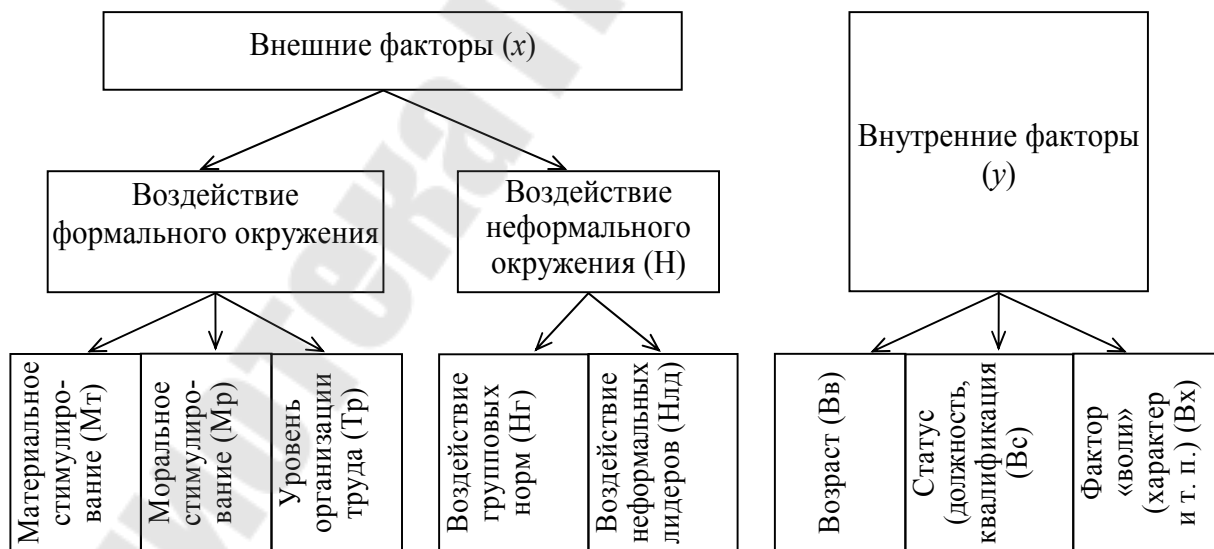 Внешние факторы (x)
Воздействие
формального окружения
Воздействие
неформального
окружения (Н)
Внутренние факторы
(y)
Материальное
стимулиро-
вание (Мт)
Моральное
стимулиро-
вание (Мр)
Уровень
организации
труда (Тр)
Воздействие
групповых
норм (Нг)
Воздействие
неформальных
лидеров (Нлд)
Возраст (Вв)
Статус
(должность,
квалификация
(Вс)
Фактор
«воли»
(характер
и т. п.) (Вх)